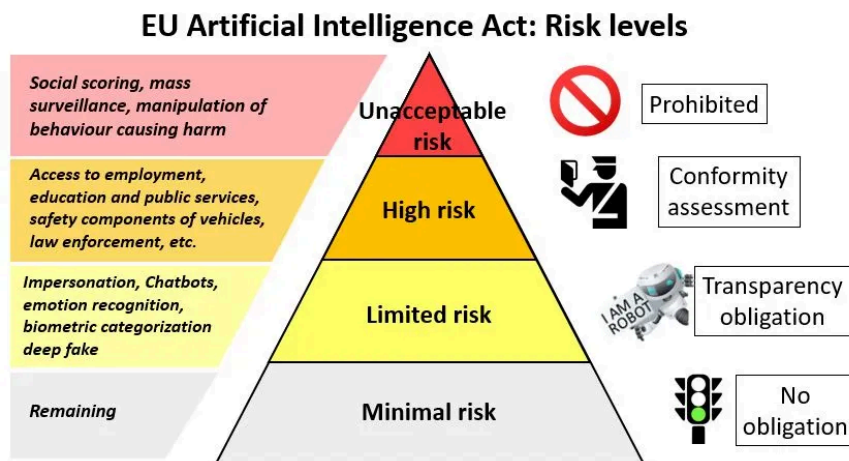 EU Artificial Intelligence Act: Risk levels
Social scoring, mass
surveillance, manipulation of
behaviour causing harm
Unacceptable
risk
Prohibited
Access to employment,
education and public services,
safety components of vehicles,
law enforcement, etc.
High risk
Conformity
assessment
Impersonation, Chatbots,
emotion recognition,
biometric categorization
deep fake
Limited risk
I AM A
ROBOT
Transparency
obligation
Remaining
Minimal risk
No
obligation